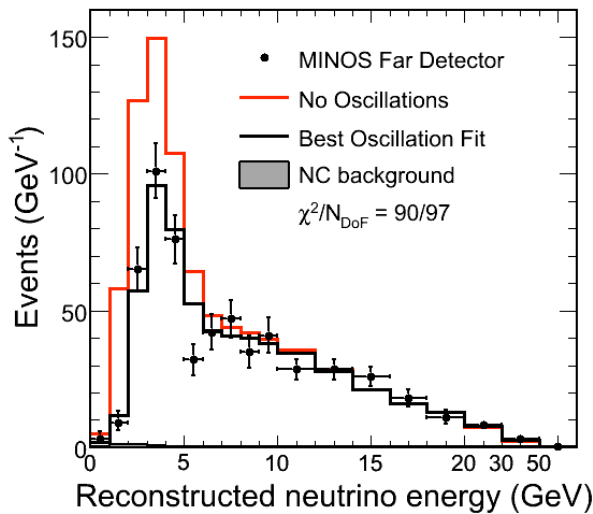 150
100
50
0
Events (GeV⁻¹)
MINOS Far Detector
No Oscillations
Best Oscillation Fit
NC background
χ²/N_DoF = 90/97
0 5 10 15 20 30 50
Reconstructed neutrino energy (GeV)